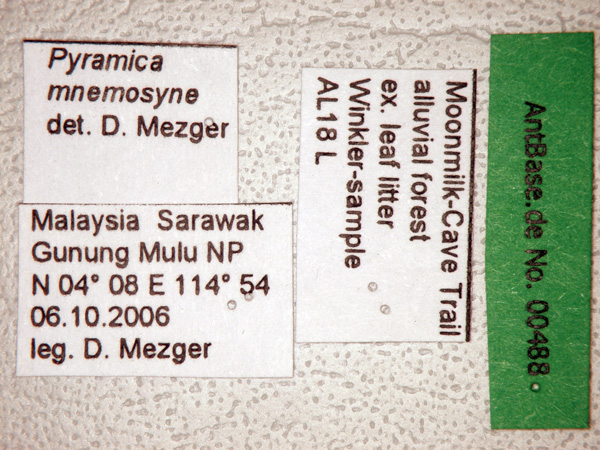 Pyramica
mnemosyne
det. D. Mezger
Malaysia Sarawak
Gunung Mulu NP
N 04° 08 E 114° 54
06.10.2006
leg. D. Mezger
Moonmilk-Cave Trail
alluvial forest
ex. leaf litter
Winkler-sample
AL18 L
AntBase.de No. 00488